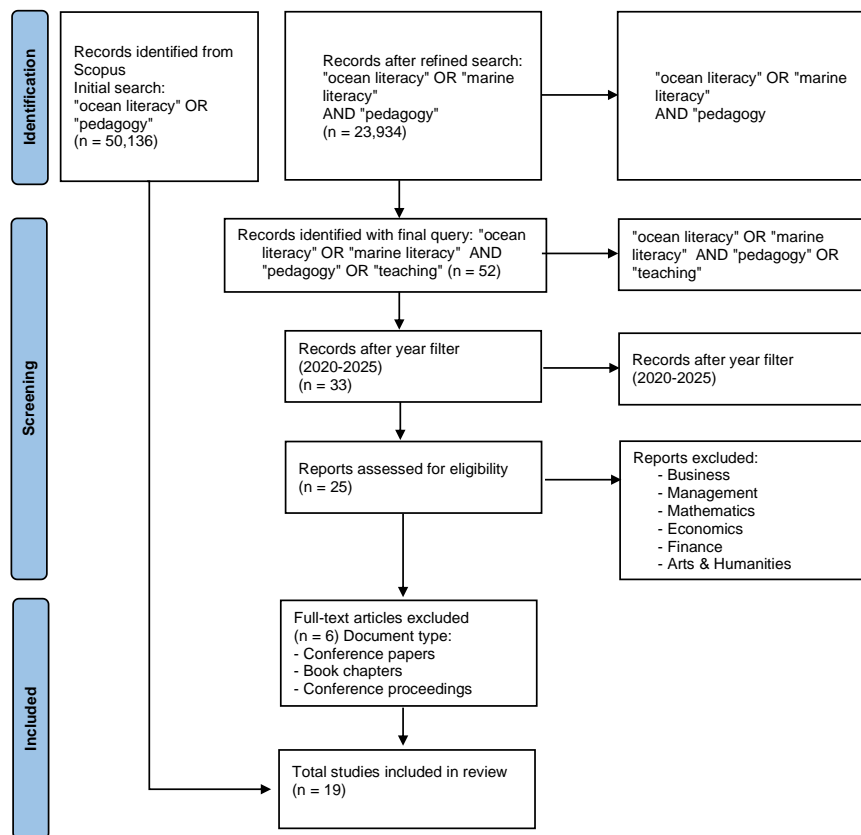 Identification
Records identified from
Scopus
Initial search:
"ocean literacy" OR
"pedagogy"
(n = 50,136)
Records after refined search:
"ocean literacy" OR "marine
literacy"
AND "pedagogy"
(n = 23,934)
"ocean literacy" OR "marine
literacy"
AND "pedagogy
Screening
Records identified with final query: "ocean
literacy" OR "marine literacy" AND
"pedagogy" OR "teaching" (n = 52)
"ocean literacy" OR "marine
literacy" AND "pedagogy" OR
"teaching"
Records after year filter
(2020-2025)
(n = 33)
Records after year filter
(2020-2025)
Reports assessed for eligibility
(n = 25)
Reports excluded:
- Business
- Management
- Mathematics
- Economics
- Finance
- Arts & Humanities
Included
Full-text articles excluded
(n = 6) Document type:
- Conference papers
- Book chapters
- Conference proceedings
Total studies included in review
(n = 19)